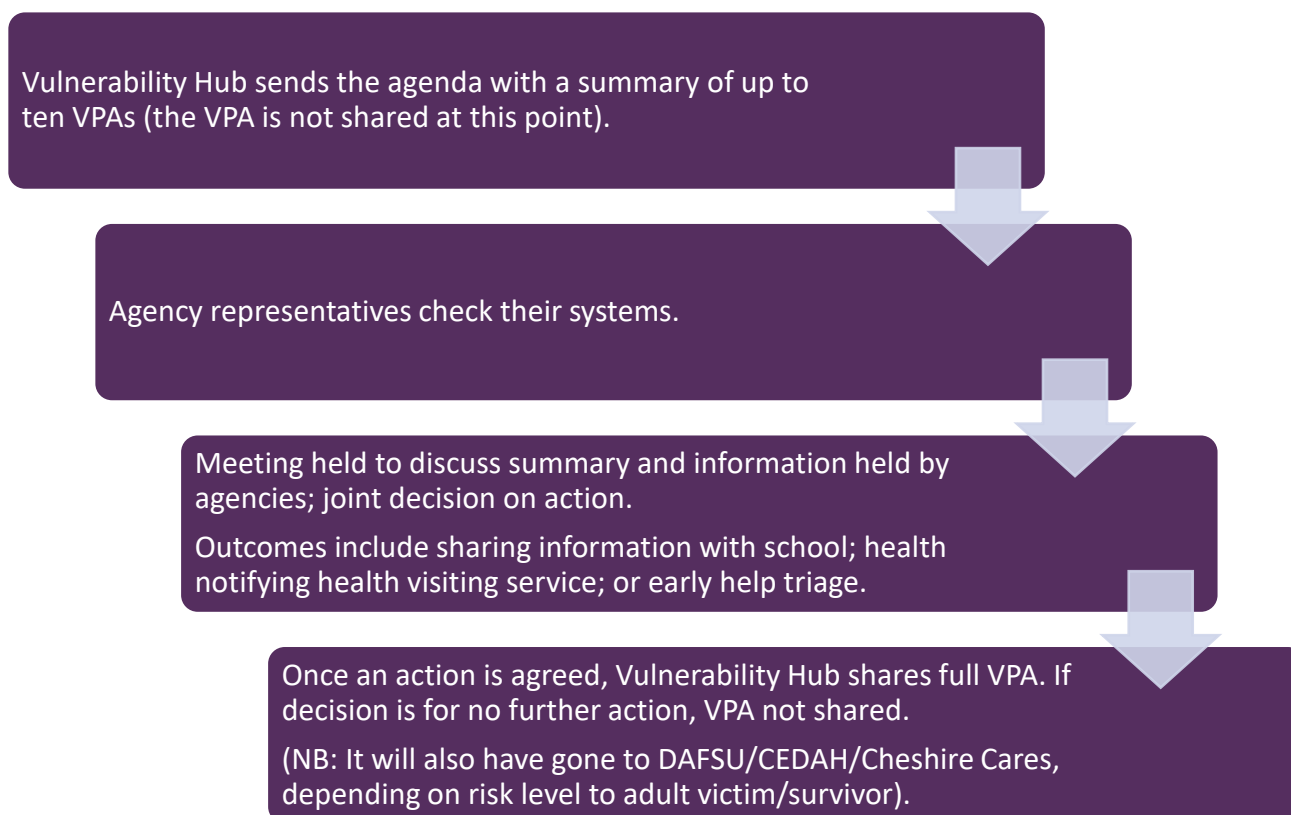 Vulnerability Hub sends the agenda with a summary of up to
ten VPAs (the VPA is not shared at this point).
Agency representatives check their systems.
Meeting held to discuss summary and information held by
agencies; joint decision on action.
Outcomes include sharing information with school; health
notifying health visiting service; or early help triage.
Once an action is agreed, Vulnerability Hub shares full VPA. If
decision is for no further action, VPA not shared.
(NB: It will also have gone to DAFSU/CEDAH/Cheshire Cares,
depending on risk level to adult victim/survivor).